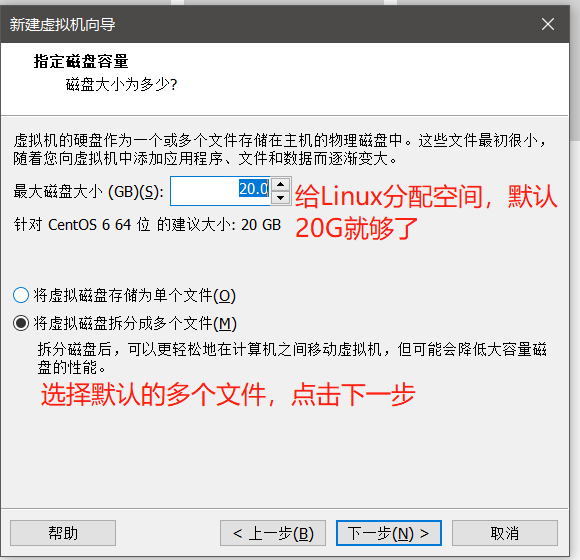 新建虚拟机向导
指定磁盘容量
磁盘大小为多少?
虚拟机的硬盘作为一个或多个文件存储在主机的物理磁盘中。这些文件最初很小，
随着您向虚拟机中添加应用程序、文件和数据而逐渐变大。
最大磁盘大小 (GB)(S): 20.0
给Linux分配空间，默认
20G就够了
针对 CentOS 6 64 位 的建议大小: 20 GB
将虚拟磁盘存储为单个文件(O)
将虚拟磁盘拆分成多个文件(M)
拆分磁盘后，可以更轻松地在计算机之间移动虚拟机，但可能会降低大容量磁
盘的性能。
选择默认的多个文件，点击下一步
帮助 < 上一步(B) 下一步(N) > 取消